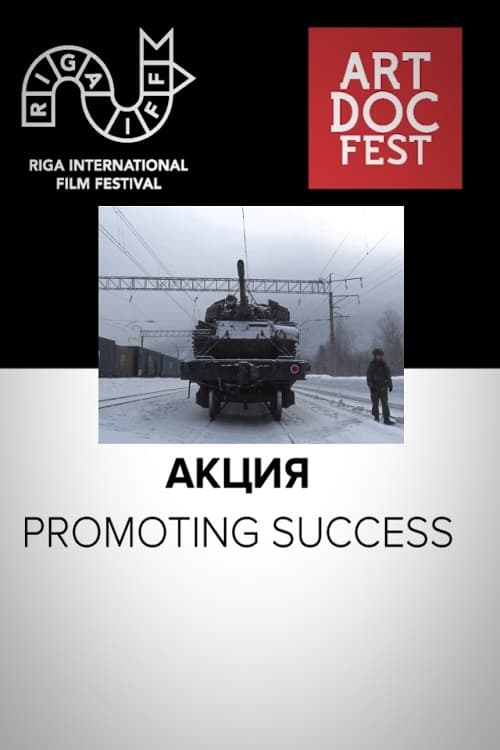 RIGA IFF
RIGA INTERNATIONAL
FILM FESTIVAL
ART
DOC
FEST
АКЦИЯ
PROMOTING SUCCESS